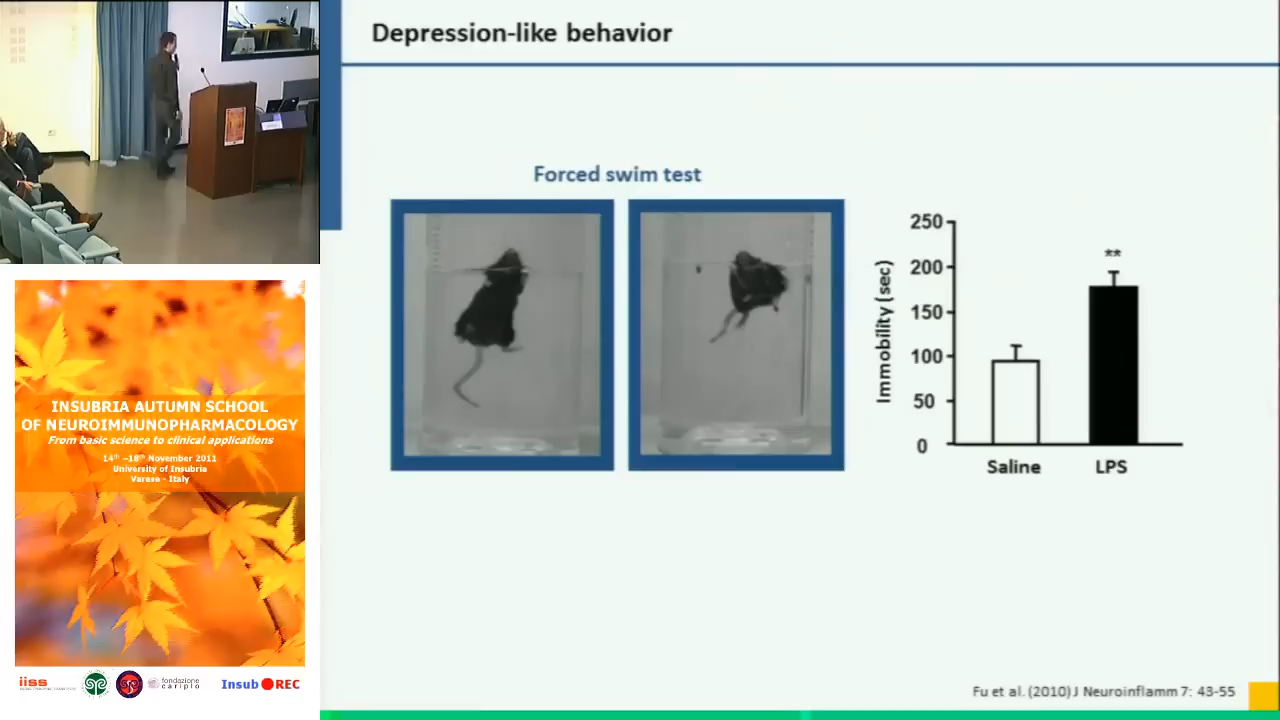 Depression-like behavior
Forced swim test
Immobility (sec)
250
200
150
100
50
0
**
Saline
LPS
Fu et al. (2010) J Neuroinflamm 7: 43-55
INSUBRIA AUTUMN SCHOOL
OF NEUROIMMUNOPHARMACOLOGY
From basic science to clinical applications
14th –18th November 2011
University of Insubria
Varese - Italy
iiss
fondazione
cariplo
InsubREC